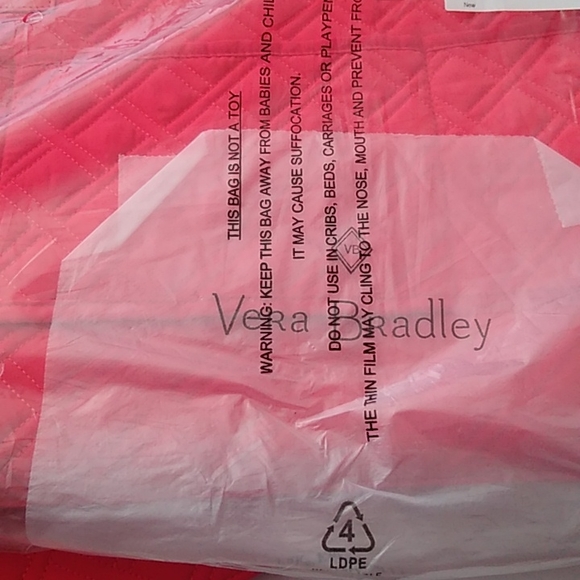 New
THIS BAG IS NOT A TOY
WARNING: KEEP THIS BAG AWAY FROM BABIES AND
IT MAY CAUSE SUFFOCATION.
DO NOT USE IN CRIBS, BEDS, CARRIAGES OR
THE THIN FILM MAY CLING TO THE NOSE, MOUTH AND PREVENT
VB
Vera Bradley
4
LDPE